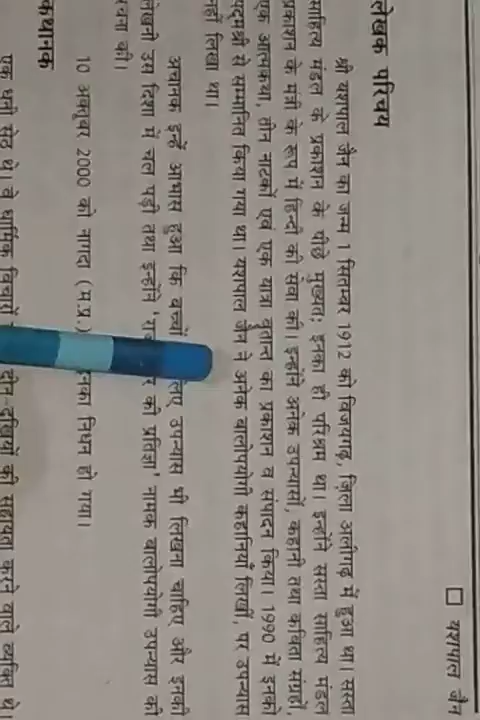 □ यशपाल जैन
लेखक परिचय
श्री यशपाल जैन का जन्म 1 सितम्बर 1912 को विजयगढ़, ज़िला अलीगढ़ में हुआ था। सस्ता
साहित्य मंडल के प्रकाशन के पीछे मुख्यतः इनका ही परिश्रम था। इन्होंने सस्ता साहित्य मंडल
प्रकाशन के मंत्री के रूप में हिन्दी की सेवा की। इन्होंने अनेक उपन्यासों, कहानी तथा कविता संग्रहों
एक आत्मकथा, तीन नाटकों एवं एक यात्रा वृतान्त का प्रकाशन व संपादन किया। 1990 में इनको
पद्मश्री से सम्मानित किया गया था। यशपाल जैन ने अनेक बालोपयोगी कहानियाँ लिखीं, पर उपन्यास
नहीं लिखा था।
अचानक इन्हें आभास हुआ कि बच्चों उपन्यास भी लिखना चाहिए और इनकी
लेखनी उस दिशा में चल पड़ी तथा इन्होंने की प्रतिज्ञा' नामक बालोपयोगी उपन्यास की
रचना की।
10 अक्तूबर 2000 को नागदा (म.प्र.) इनका निधन हो गया।
कथानक
एक धनी सेठ थे। वे धार्मिक विचारों दीन-दुखियों की सहायता करने वाले व्यक्ति थे।